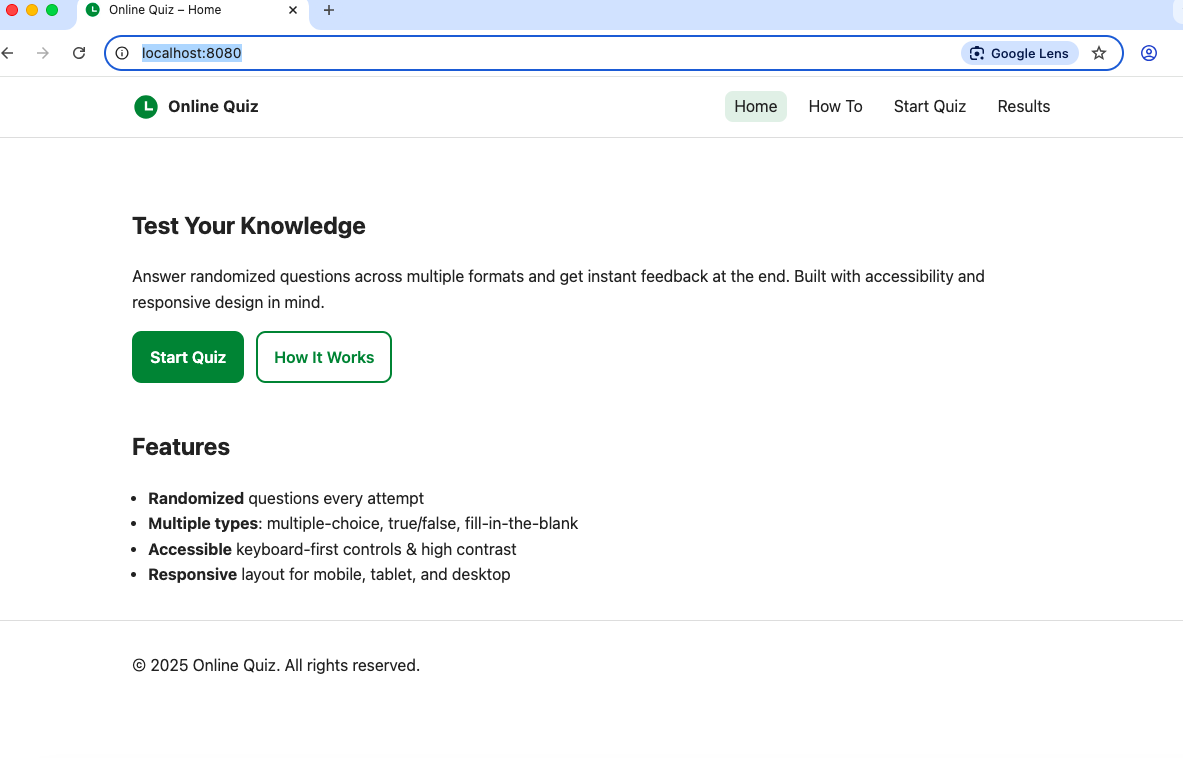 Online Quiz – Home
localhost:8080
Google Lens
Online Quiz
Home
How To
Start Quiz
Results
Test Your Knowledge
Answer randomized questions across multiple formats and get instant feedback at the end. Built with accessibility and
responsive design in mind.
Start Quiz
How It Works
Features
• Randomized questions every attempt
• Multiple types: multiple-choice, true/false, fill-in-the-blank
• Accessible keyboard-first controls & high contrast
• Responsive layout for mobile, tablet, and desktop
© 2025 Online Quiz. All rights reserved.